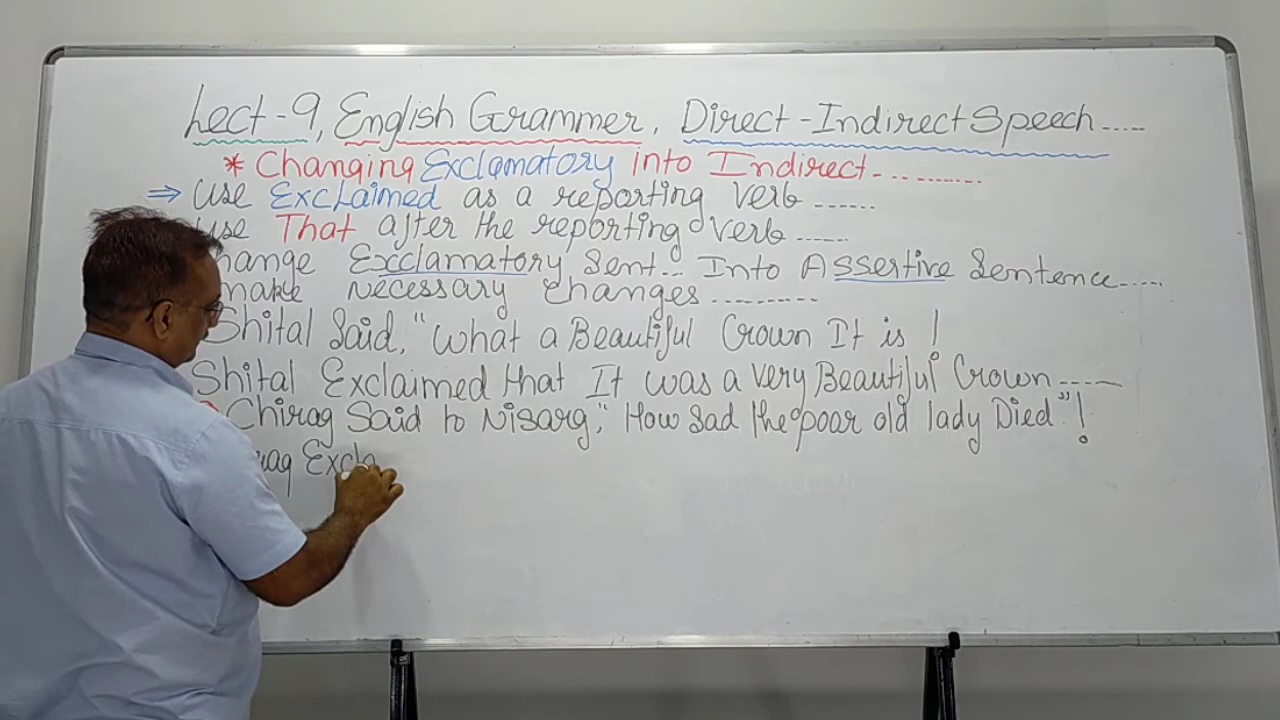 Lect-9, English Grammer, Direct-Indirect Speech.....
* Changing Exclamatory into Indirect...........
⇒ Use Exclaimed as a reporting verb ......
use That after the reporting verb ......
hange Exclamatory Sent... Into Assertive Sentence.....
make necessary changes..........
Shital Said, "What a Beautiful Crown It is !
Shital Exclaimed that It was a very Beautiful Crown .....
Chirag Said to Nisarg, "How Sad the poor old lady Died"!
rag Excla